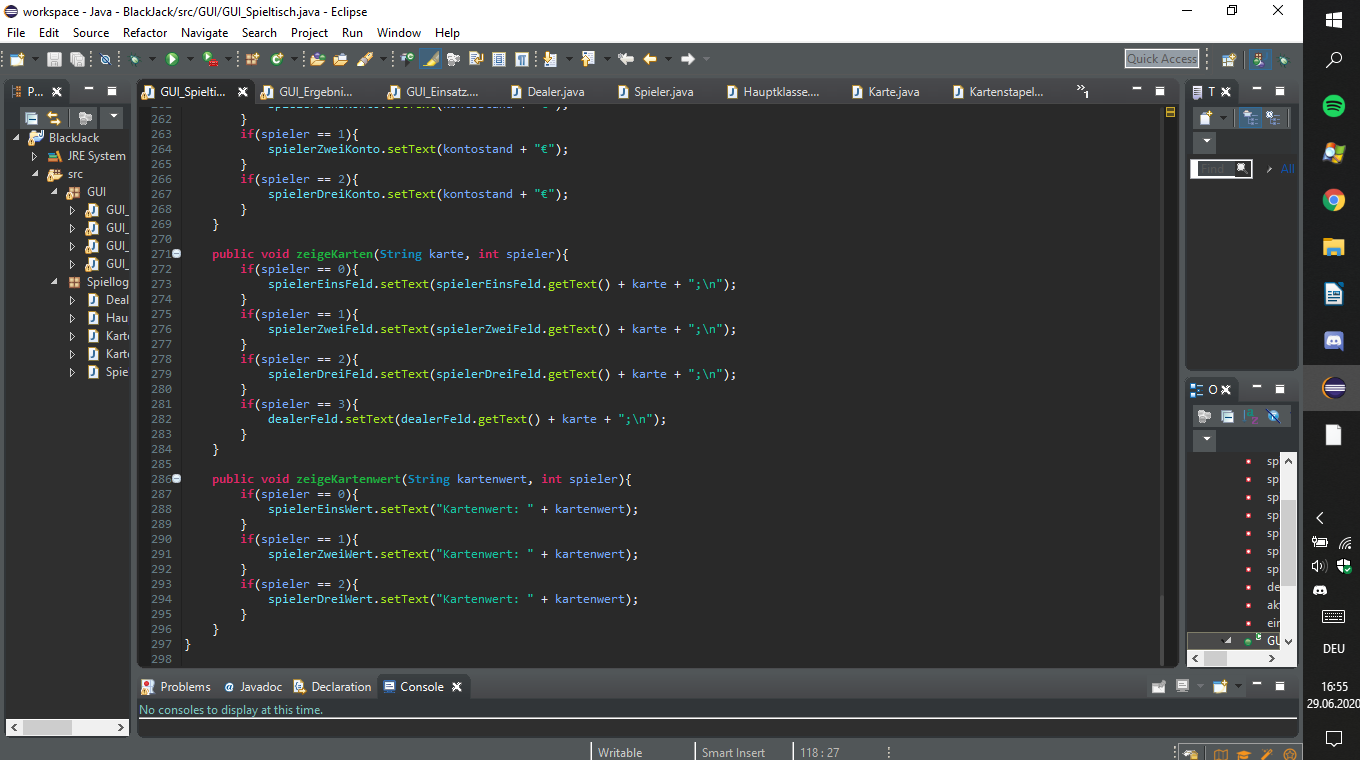 workspace - Java - BlackJack/src/GUI/GUI_Spieltisch.java - Eclipse
File Edit Source Refactor Navigate Search Project Run Window Help
Quick Access
P...
GUI_Spielti...
GUI_Ergebni...
GUI_Einsatz....
Dealer.java
Spieler.java
Hauptklasse....
Karte.java
Kartenstapel...
»1
T
BlackJack
JRE System
src
GUI
GUI_
GUI_
GUI_
GUI_
Spiellog
Deal
Hau
Karte
Karte
Spie
262 }
263 if(spieler == 1){
264 spielerZweiKonto.setText(kontostand + "€");
265 }
266 if(spieler == 2){
267 spielerDreiKonto.setText(kontostand + "€");
268 }
269 }
270
271 public void zeigeKarten(String karte, int spieler){
272 if(spieler == 0){
273 spielerEinsFeld.setText(spielerEinsFeld.getText() + karte + ";\n");
274 }
275 if(spieler == 1){
276 spielerZweiFeld.setText(spielerZweiFeld.getText() + karte + ";\n");
277 }
278 if(spieler == 2){
279 spielerDreiFeld.setText(spielerDreiFeld.getText() + karte + ";\n");
280 }
281 if(spieler == 3){
282 dealerFeld.setText(dealerFeld.getText() + karte + ";\n");
283 }
284 }
285
286 public void zeigeKartenwert(String kartenwert, int spieler){
287 if(spieler == 0){
288 spielerEinsWert.setText("Kartenwert: " + kartenwert);
289 }
290 if(spieler == 1){
291 spielerZweiWert.setText("Kartenwert: " + kartenwert);
292 }
293 if(spieler == 2){
294 spielerDreiWert.setText("Kartenwert: " + kartenwert);
295 }
296 }
297 }
298
Find
All
O
sp
sp
sp
sp
sp
sp
sp
de
ak
ein
GU
Problems @ Javadoc Declaration Console
No consoles to display at this time.
Writable Smart Insert 118 : 27
DEU
16:55
29.06.2020